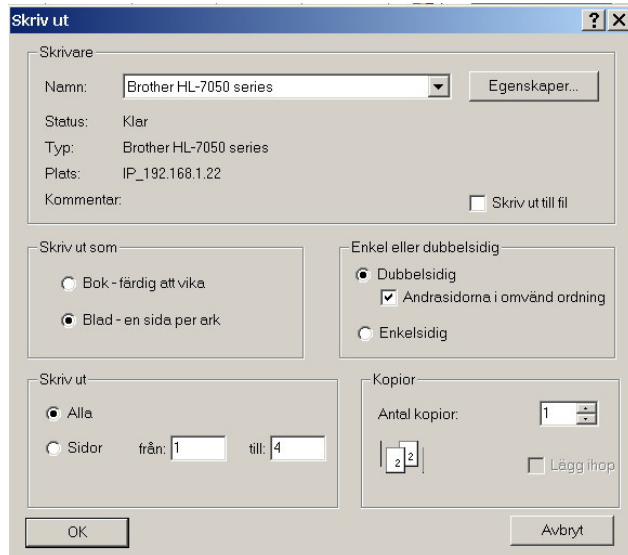 Skriv ut
Skrivare
Namn: Brother HL-7050 series Egenskaper...
Status: Klar
Typ: Brother HL-7050 series
Plats: IP_192.168.1.22
Kommentar: Skriv ut till fil
Skriv ut som
Bok - färdig att vika
Blad - en sida per ark
Enkel eller dubbelsidig
Dubbelsidig
Andrasidorna i omvänd ordning
Enkelsidig
Skriv ut
Alla
Sidor från: 1 till: 4
Kopior
Antal kopior: 1
2 2
Lägg ihop
OK Avbryt